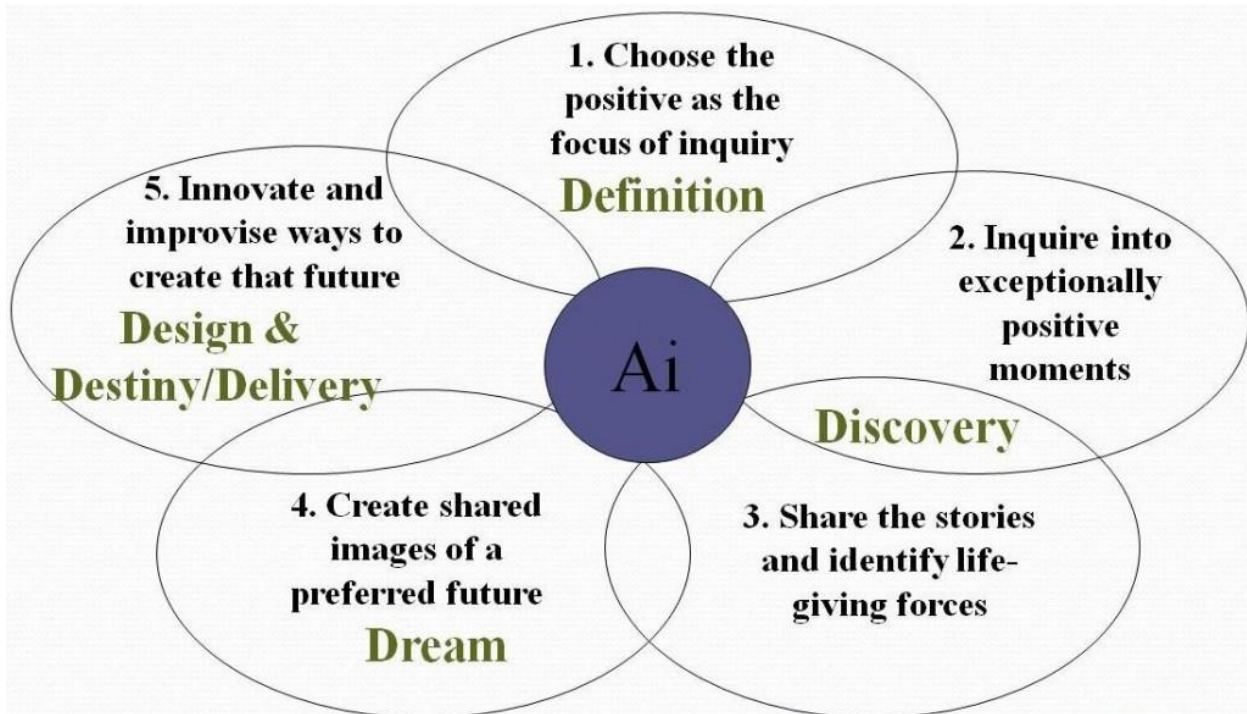 1. Choose the
positive as the
focus of inquiry
Definition
2. Inquire into
exceptionally
positive
moments
Discovery
3. Share the stories
and identify life-
giving forces
4. Create shared
images of a
preferred future
Dream
5. Innovate and
improvise ways to
create that future
Design &
Destiny/Delivery
Ai